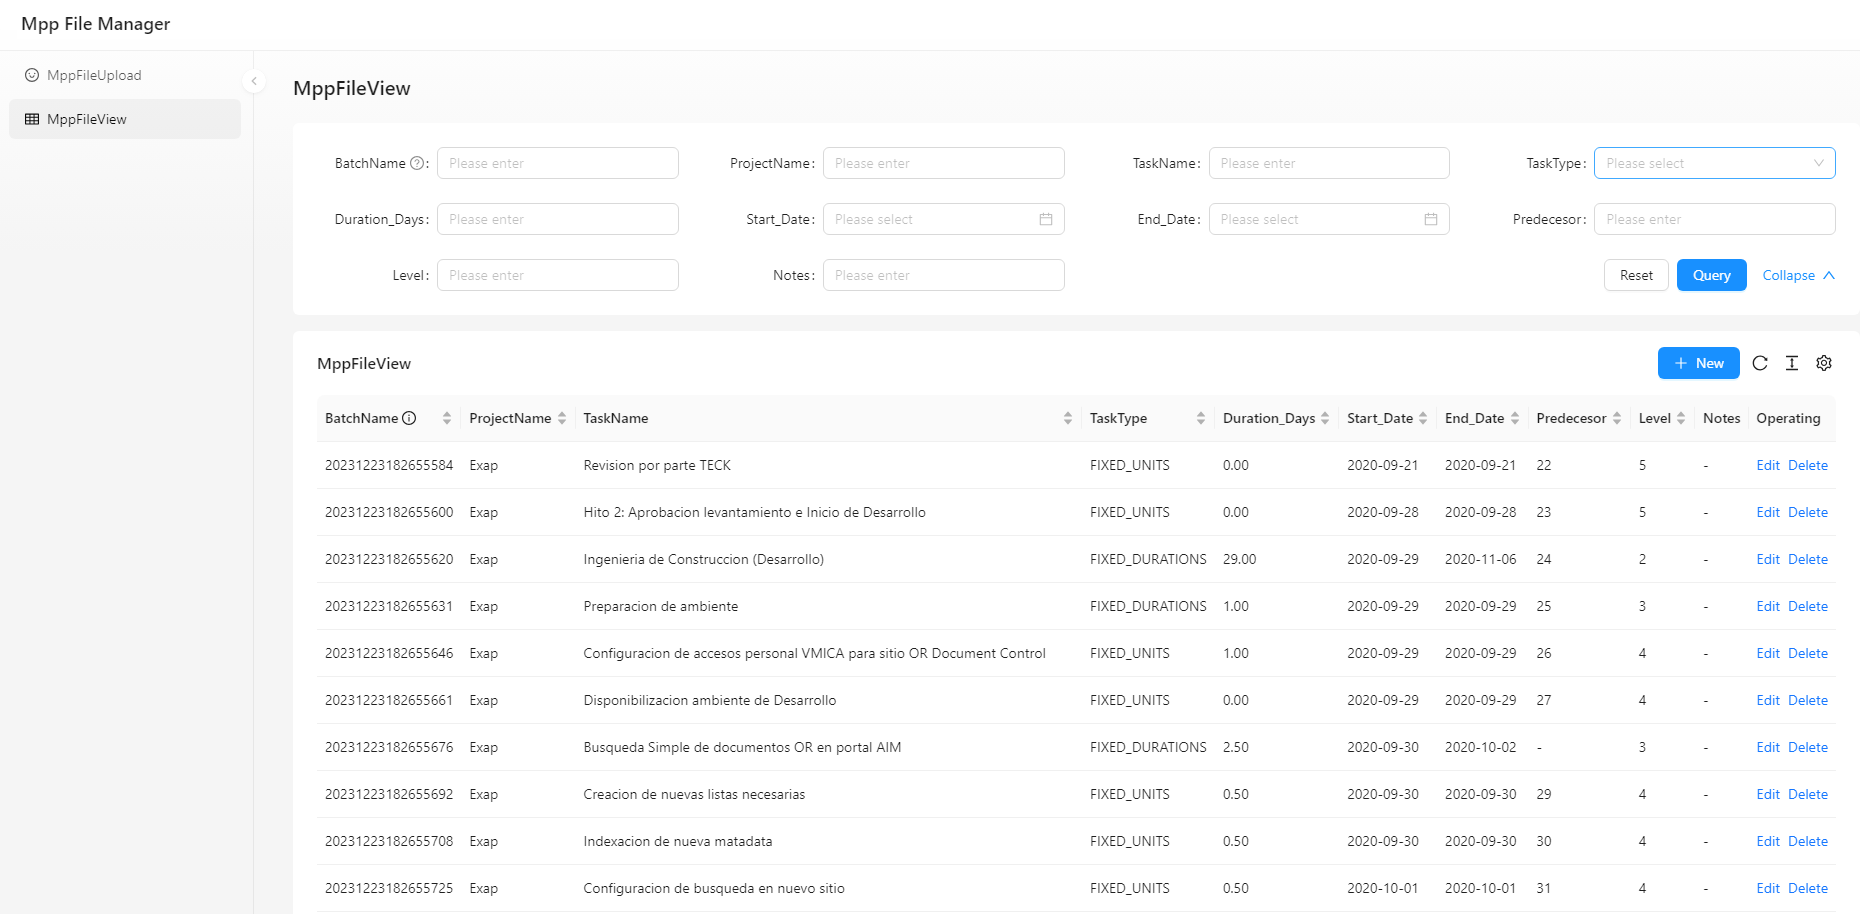 Mpp File Manager
MppFileUpload
MppFileView
MppFileView
BatchName : Please enter ProjectName : Please enter TaskName : Please enter TaskType : Please select
Duration_Days : Please enter Start_Date : Please select End_Date : Please select Predecesor : Please enter
Level : Please enter Notes : Please enter Reset Query Collapse
MppFileView + New
BatchName ProjectName TaskName TaskType Duration_Days Start_Date End_Date Predecesor Level Notes Operating
20231223182655584 Exap Revision por parte TECK FIXED_UNITS 0.00 2020-09-21 2020-09-21 22 5 - Edit Delete
20231223182655600 Exap Hito 2: Aprobacion levantamiento e Inicio de Desarrollo FIXED_UNITS 0.00 2020-09-28 2020-09-28 23 5 - Edit Delete
20231223182655620 Exap Ingenieria de Construccion (Desarrollo) FIXED_DURATIONS 29.00 2020-09-29 2020-11-06 24 2 - Edit Delete
20231223182655631 Exap Preparacion de ambiente FIXED_DURATIONS 1.00 2020-09-29 2020-09-29 25 3 - Edit Delete
20231223182655646 Exap Configuracion de accesos personal VMICA para sitio OR Document Control FIXED_UNITS 1.00 2020-09-29 2020-09-29 26 4 - Edit Delete
20231223182655661 Exap Disponibilizacion ambiente de Desarrollo FIXED_UNITS 0.00 2020-09-29 2020-09-29 27 4 - Edit Delete
20231223182655676 Exap Busqueda Simple de documentos OR en portal AIM FIXED_DURATIONS 2.50 2020-09-30 2020-10-02 - 3 - Edit Delete
20231223182655692 Exap Creacion de nuevas listas necesarias FIXED_UNITS 0.50 2020-09-30 2020-09-30 29 4 - Edit Delete
20231223182655708 Exap Indexacion de nueva matadata FIXED_UNITS 0.50 2020-09-30 2020-09-30 30 4 - Edit Delete
20231223182655725 Exap Configuracion de busqueda en nuevo sitio FIXED_UNITS 0.50 2020-10-01 2020-10-01 31 4 - Edit Delete